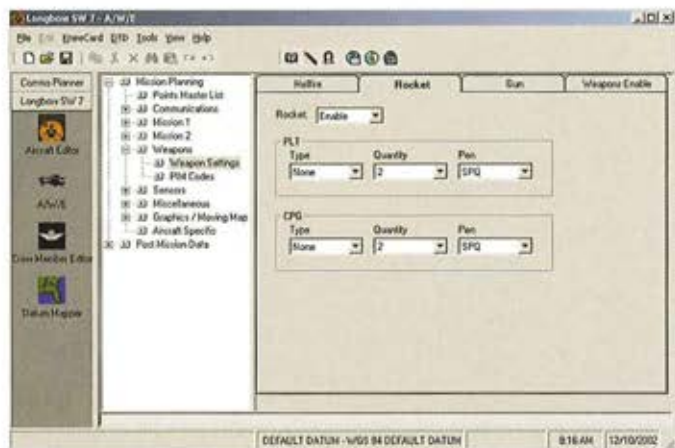 Longbow SW 7 - A/W/E
File Edit KneeCard DTD Tools View Help
Comms Planner
Longbow SW 7
Aircraft Editor
A/W/E
Crew Member Editor
Datum Mapper
Mission Planning
Points Master List
Communications
Mission 1
Mission 2
Weapons
Weapon Settings
PIM Codes
Sensors
Miscellaneous
Graphics / Moving Map
Aircraft Specific
Post Mission Data
Hellfire
Rocket
Gun
Weapons Enable
Rocket Enable
PLT
Type Quantity Pen
None 2 SPQ
CPG
Type Quantity Pen
None 2 SPQ
DEFAULT DATUM - WGS 84 DEFAULT DATUM
8:16 AM 12/10/2002